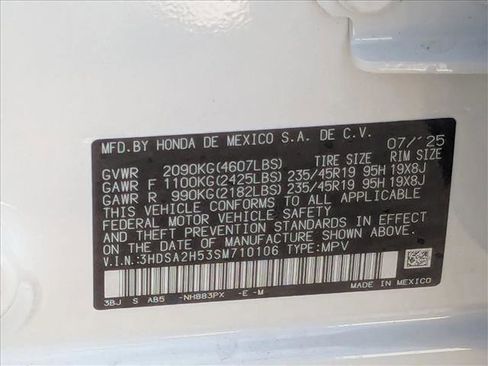 MFD.BY HONDA DE MEXICO S.A. DE C.V. 07/25
GVWR 2090KG(4607LBS) TIRE SIZE RIM SIZE
GAWR F 1100KG(2425LBS) 235/45R19 95H 19X8J
GAWR R 990KG(2182LBS) 235/45R19 95H 19X8J
THIS VEHICLE CONFORMS TO ALL APPLICABLE
FEDERAL MOTOR VEHICLE SAFETY
STANDARDS IN EFFECT ON THE DATE OF
MANUFACTURE SHOWN ABOVE.
V.I.N.:3HDSA2H53SM710106 TYPE:MPV
3BJ S AB5 -NH883PX -E -M-
MADE IN MEXICO